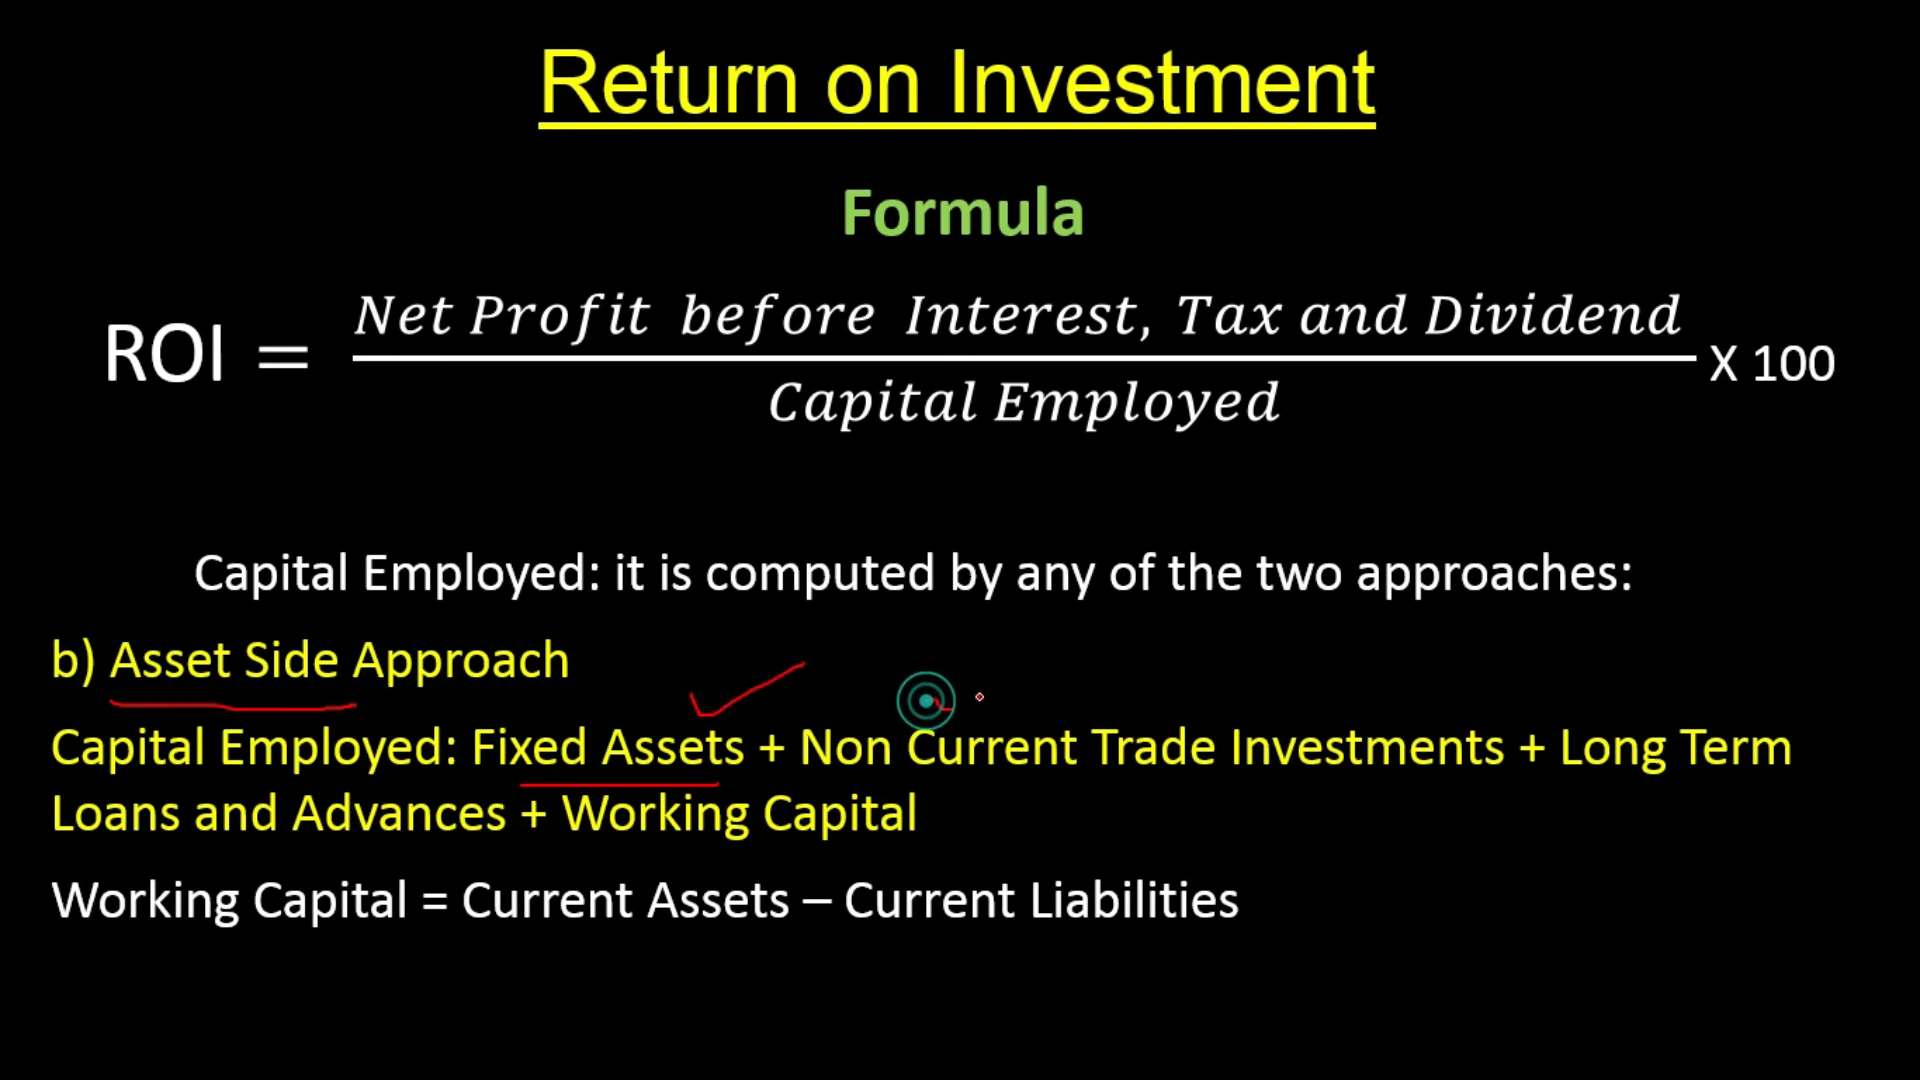 Return on Investment
Formula
ROI = Net Profit before Interest, Tax and Dividend / Capital Employed X 100
Capital Employed: it is computed by any of the two approaches:
b) Asset Side Approach
Capital Employed: Fixed Assets + Non Current Trade Investments + Long Term
Loans and Advances + Working Capital
Working Capital = Current Assets – Current Liabilities